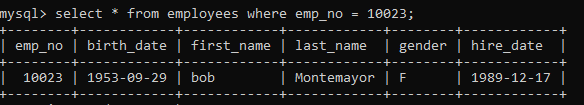 mysql> select * from employees where emp_no = 10023;
+--------+------------+------------+------------+--------+------------+
| emp_no | birth_date | first_name | last_name | gender | hire_date |
+--------+------------+------------+------------+--------+------------+
| 10023 | 1953-09-29 | bob | Montemayor | F | 1989-12-17 |
+--------+------------+------------+------------+--------+------------+